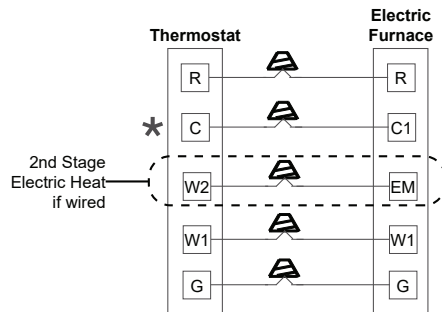 Thermostat
Electric
Furnace
R
R
*
C
C1
2nd Stage
Electric Heat
if wired
W2
EM
W1
W1
G
G